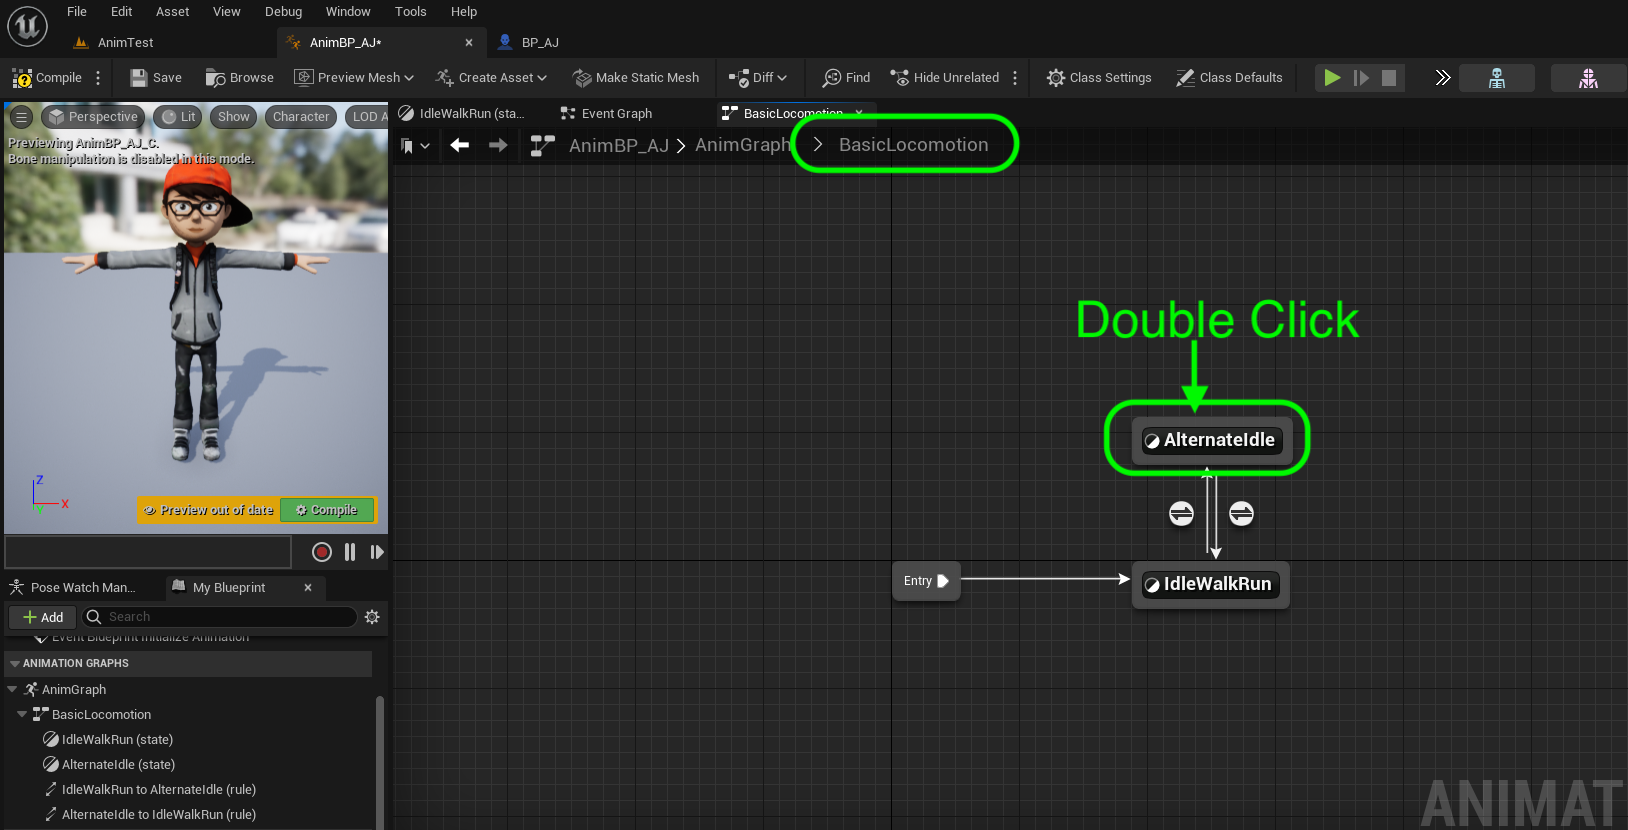 File Edit Asset View Debug Window Tools Help
AnimTest AnimBP_AJ* BP_AJ
Compile Save Browse Preview Mesh Create Asset Make Static Mesh Diff Find Hide Unrelated Class Settings Class Defaults
IdleWalkRun (sta... Event Graph BasicLocomotion
Perspective Lit Show Character LOD A
Previewing AnimBP_AJ_C.
Bone manipulation is disabled in this mode.
AnimBP_AJ > AnimGraph > BasicLocomotion
Double Click
AlternateIdle
Entry
IdleWalkRun
Z
X
Y
Preview out of date Compile
Pose Watch Man... My Blueprint
Add Search
Event Blueprint Initialize Animation
ANIMATION GRAPHS
AnimGraph
BasicLocomotion
IdleWalkRun (state)
AlternateIdle (state)
IdleWalkRun to AlternateIdle (rule)
AlternateIdle to IdleWalkRun (rule)
ANIMAT